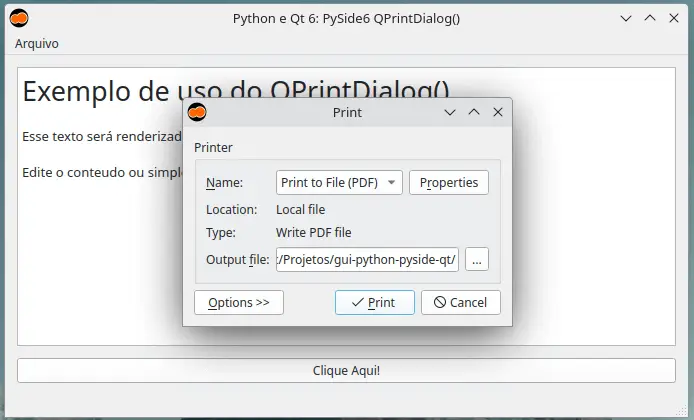 Python e Qt 6: PySide6 QPrintDialog()
Arquivo
Exemplo de uso do QPrintDialog()
Esse texto será
Edite o conteudo ou
Print
Printer
Name: Print to File (PDF) Properties
Location: Local file
Type: Write PDF file
Output file: :/Projetos/gui-python-pyside-qt/ ...
Options >> Print Cancel
Clique Aqui!